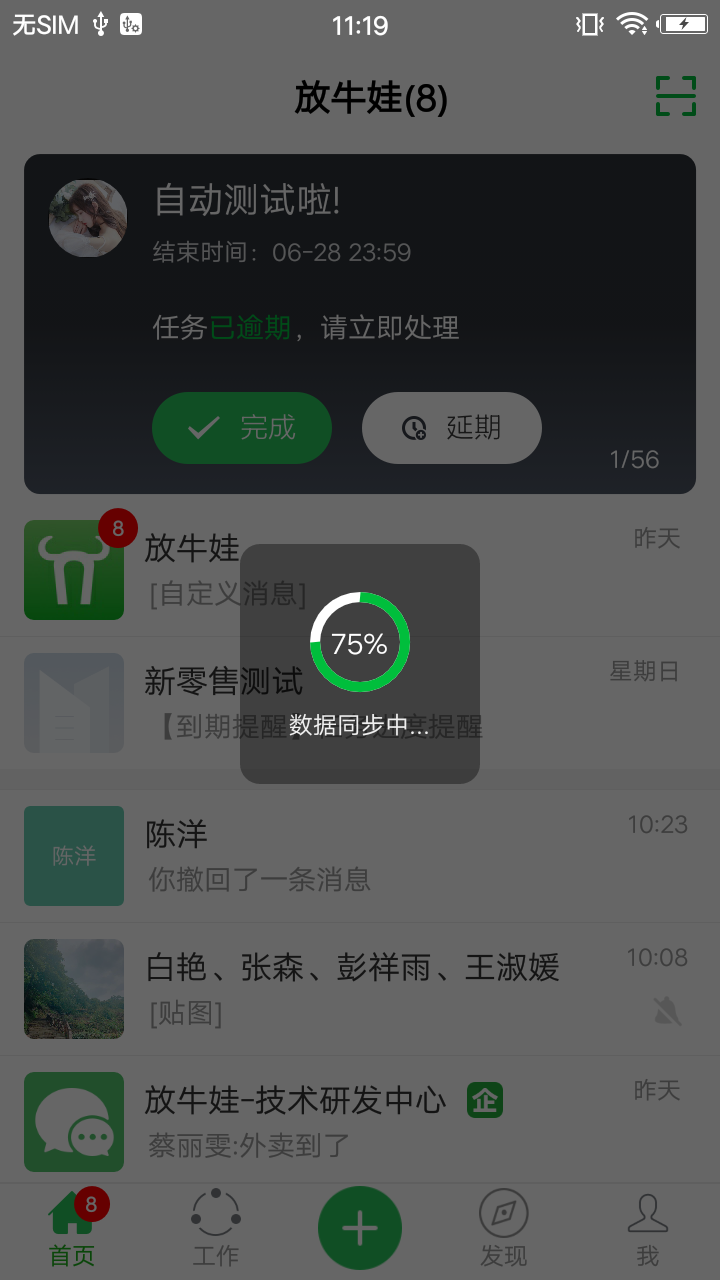 无SIM 11:19
放牛娃(8)
自动测试啦!
结束时间：06-28 23:59
任务已逾期，请立即处理
完成 延期
1/56
8
放牛娃 昨天
[自定义消息]
75%
新零售测试 星期日
数据同步中...
陈洋
陈洋 10:23
你撤回了一条消息
白艳、张森、彭祥雨、王淑媛 10:08
[贴图]
放牛娃-技术研发中心 企 昨天
蔡丽雯:外卖到了
8
首页 工作 发现 我